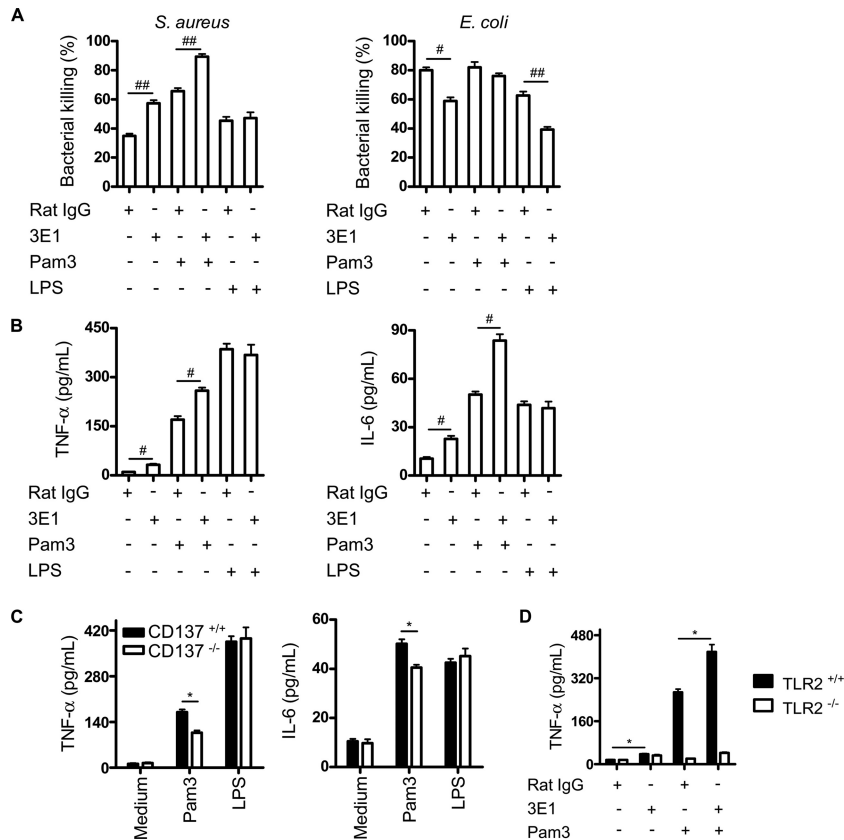 A
S. aureus
E. coli
Bacterial killing (%)
100
80
60
40
20
0
##
##
Rat IgG + - + - + -
3E1 - + - + - +
Pam3 - - + + - -
LPS - - - - + +
Bacterial killing (%)
100
80
60
40
20
0
#
##
Rat IgG + - + - + -
3E1 - + - + - +
Pam3 - - + + - -
LPS - - - - + +
B
TNF-α (pg/mL)
450
300
150
0
#
#
Rat IgG + - + - + -
3E1 - + - + - +
Pam3 - - + + - -
LPS - - - - + +
IL-6 (pg/mL)
90
60
30
0
#
#
Rat IgG + - + - + -
3E1 - + - + - +
Pam3 - - + + - -
LPS - - - - + +
C
TNF-α (pg/mL)
420
280
140
0
CD137 +/+
CD137 -/-
*
Medium
Pam3
LPS
IL-6 (pg/mL)
60
40
20
0
*
Medium
Pam3
LPS
D
TNF-α (pg/mL)
480
320
160
0
*
*
TLR2 +/+
TLR2 -/-
Rat IgG + - + -
3E1 - + - +
Pam3 - - + +